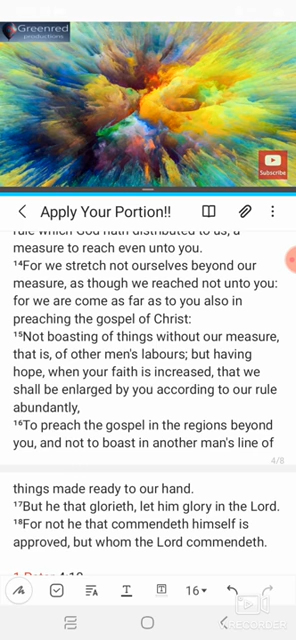 Greenred
productions
Subscribe
Apply Your Portion!!
rule which God hath distributed to us, a
measure to reach even unto you.
¹⁴For we stretch not ourselves beyond our
measure, as though we reached not unto you:
for we are come as far as to you also in
preaching the gospel of Christ:
¹⁵Not boasting of things without our measure,
that is, of other men's labours; but having
hope, when your faith is increased, that we
shall be enlarged by you according to our rule
abundantly,
¹⁶To preach the gospel in the regions beyond
you, and not to boast in another man's line of
4/8
things made ready to our hand.
¹⁷But he that glorieth, let him glory in the Lord.
¹⁸For not he that commendeth himself is
approved, but whom the Lord commendeth.
16
RECORDER